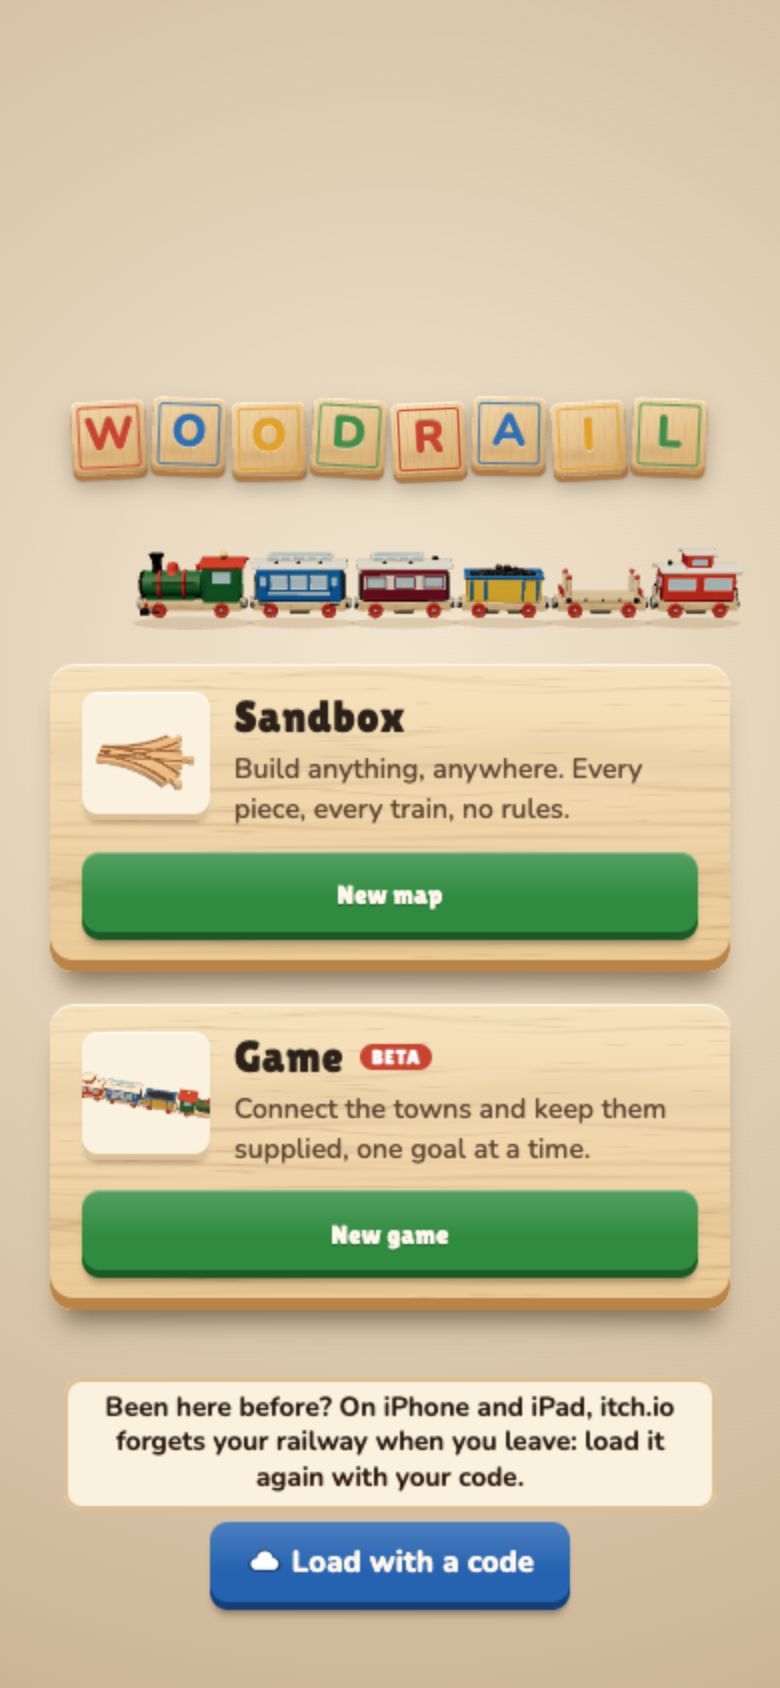 WOODRAIL
Sandbox
Build anything, anywhere. Every
piece, every train, no rules.
New map
Game BETA
Connect the towns and keep them
supplied, one goal at a time.
New game
Been here before? On iPhone and iPad, itch.io
forgets your railway when you leave: load it
again with your code.
Load with a code